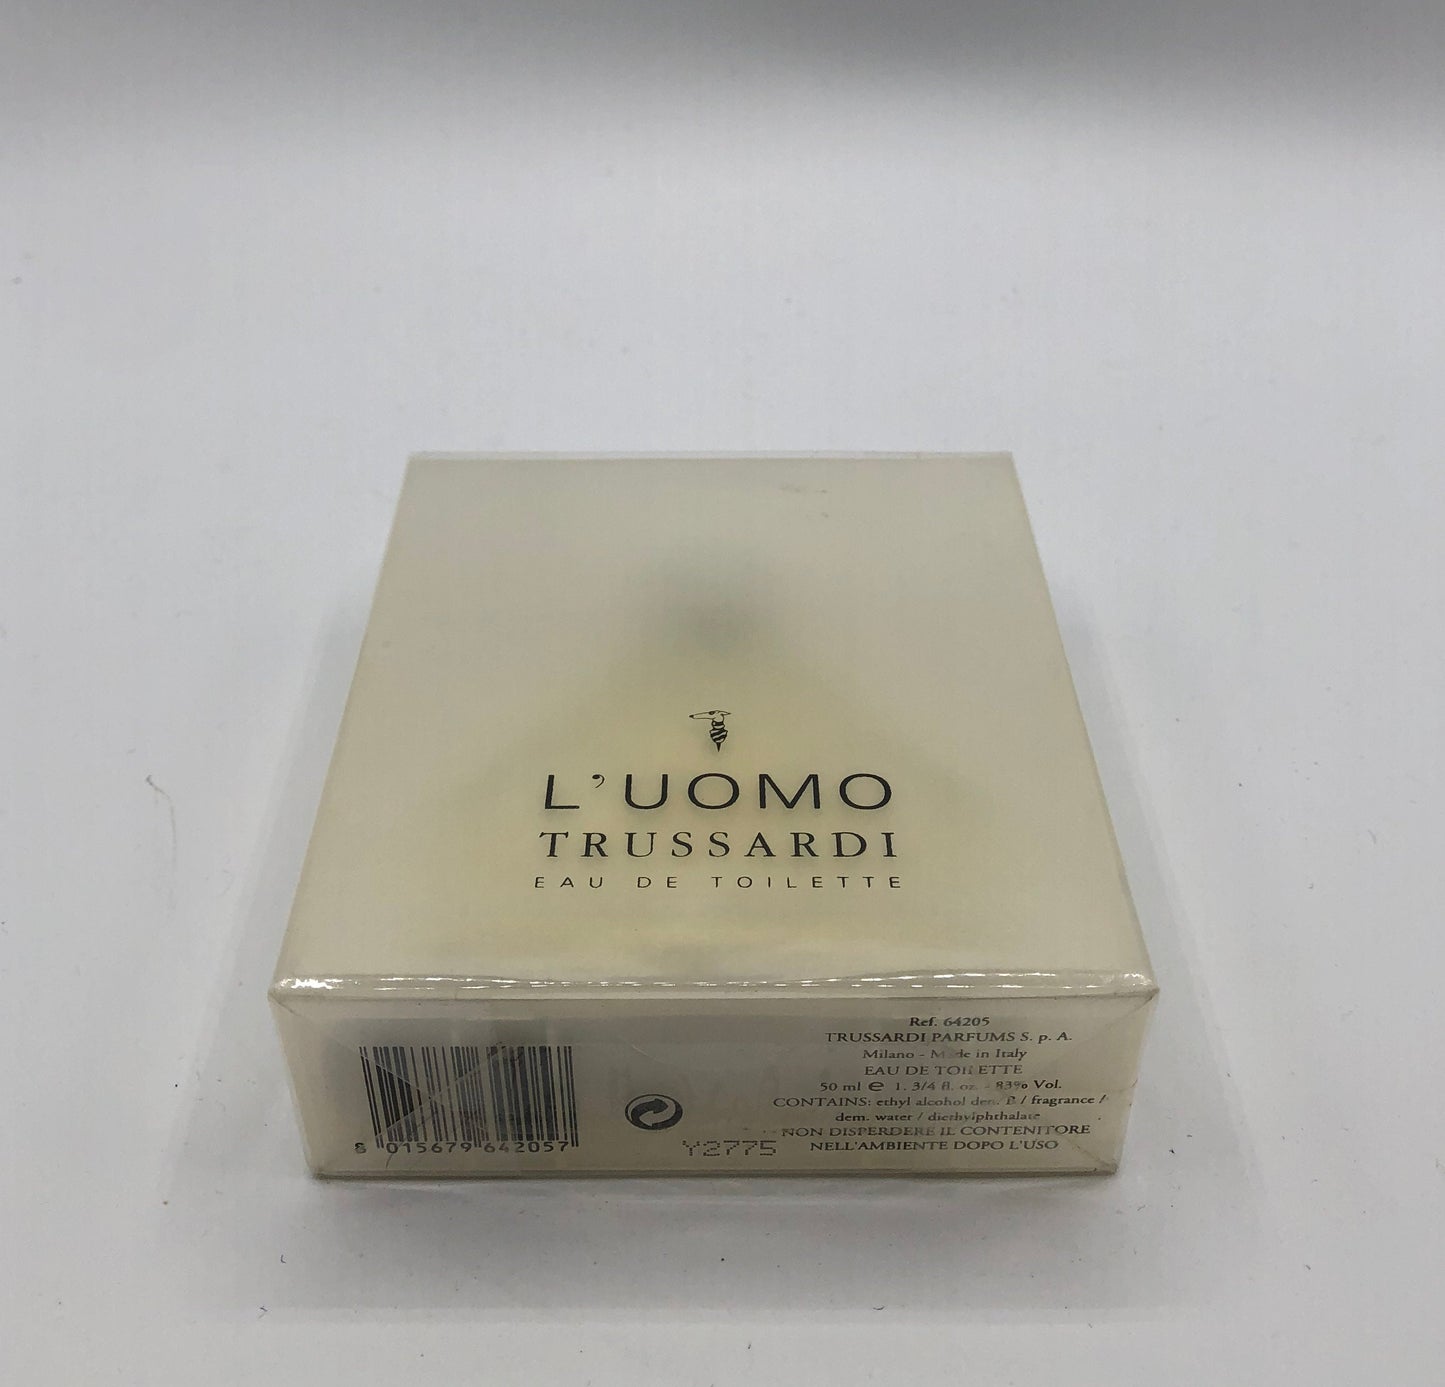 L'UOMO
TRUSSARDI
EAU DE TOILETTE
Ref. 64205
TRUSSARDI PARFUMS S. p. A.
Milano - Made in Italy
EAU DE TOILETTE
50 ml e 1. 3/4 fl. oz. - 83% Vol.
CONTAINS: ethyl alcohol den. B / fragrance /
dem. water / diethylphthalate
NON DISPERDERE IL CONTENITORE
NELL'AMBIENTE DOPO L'USO
8 015679 642057
Y2775